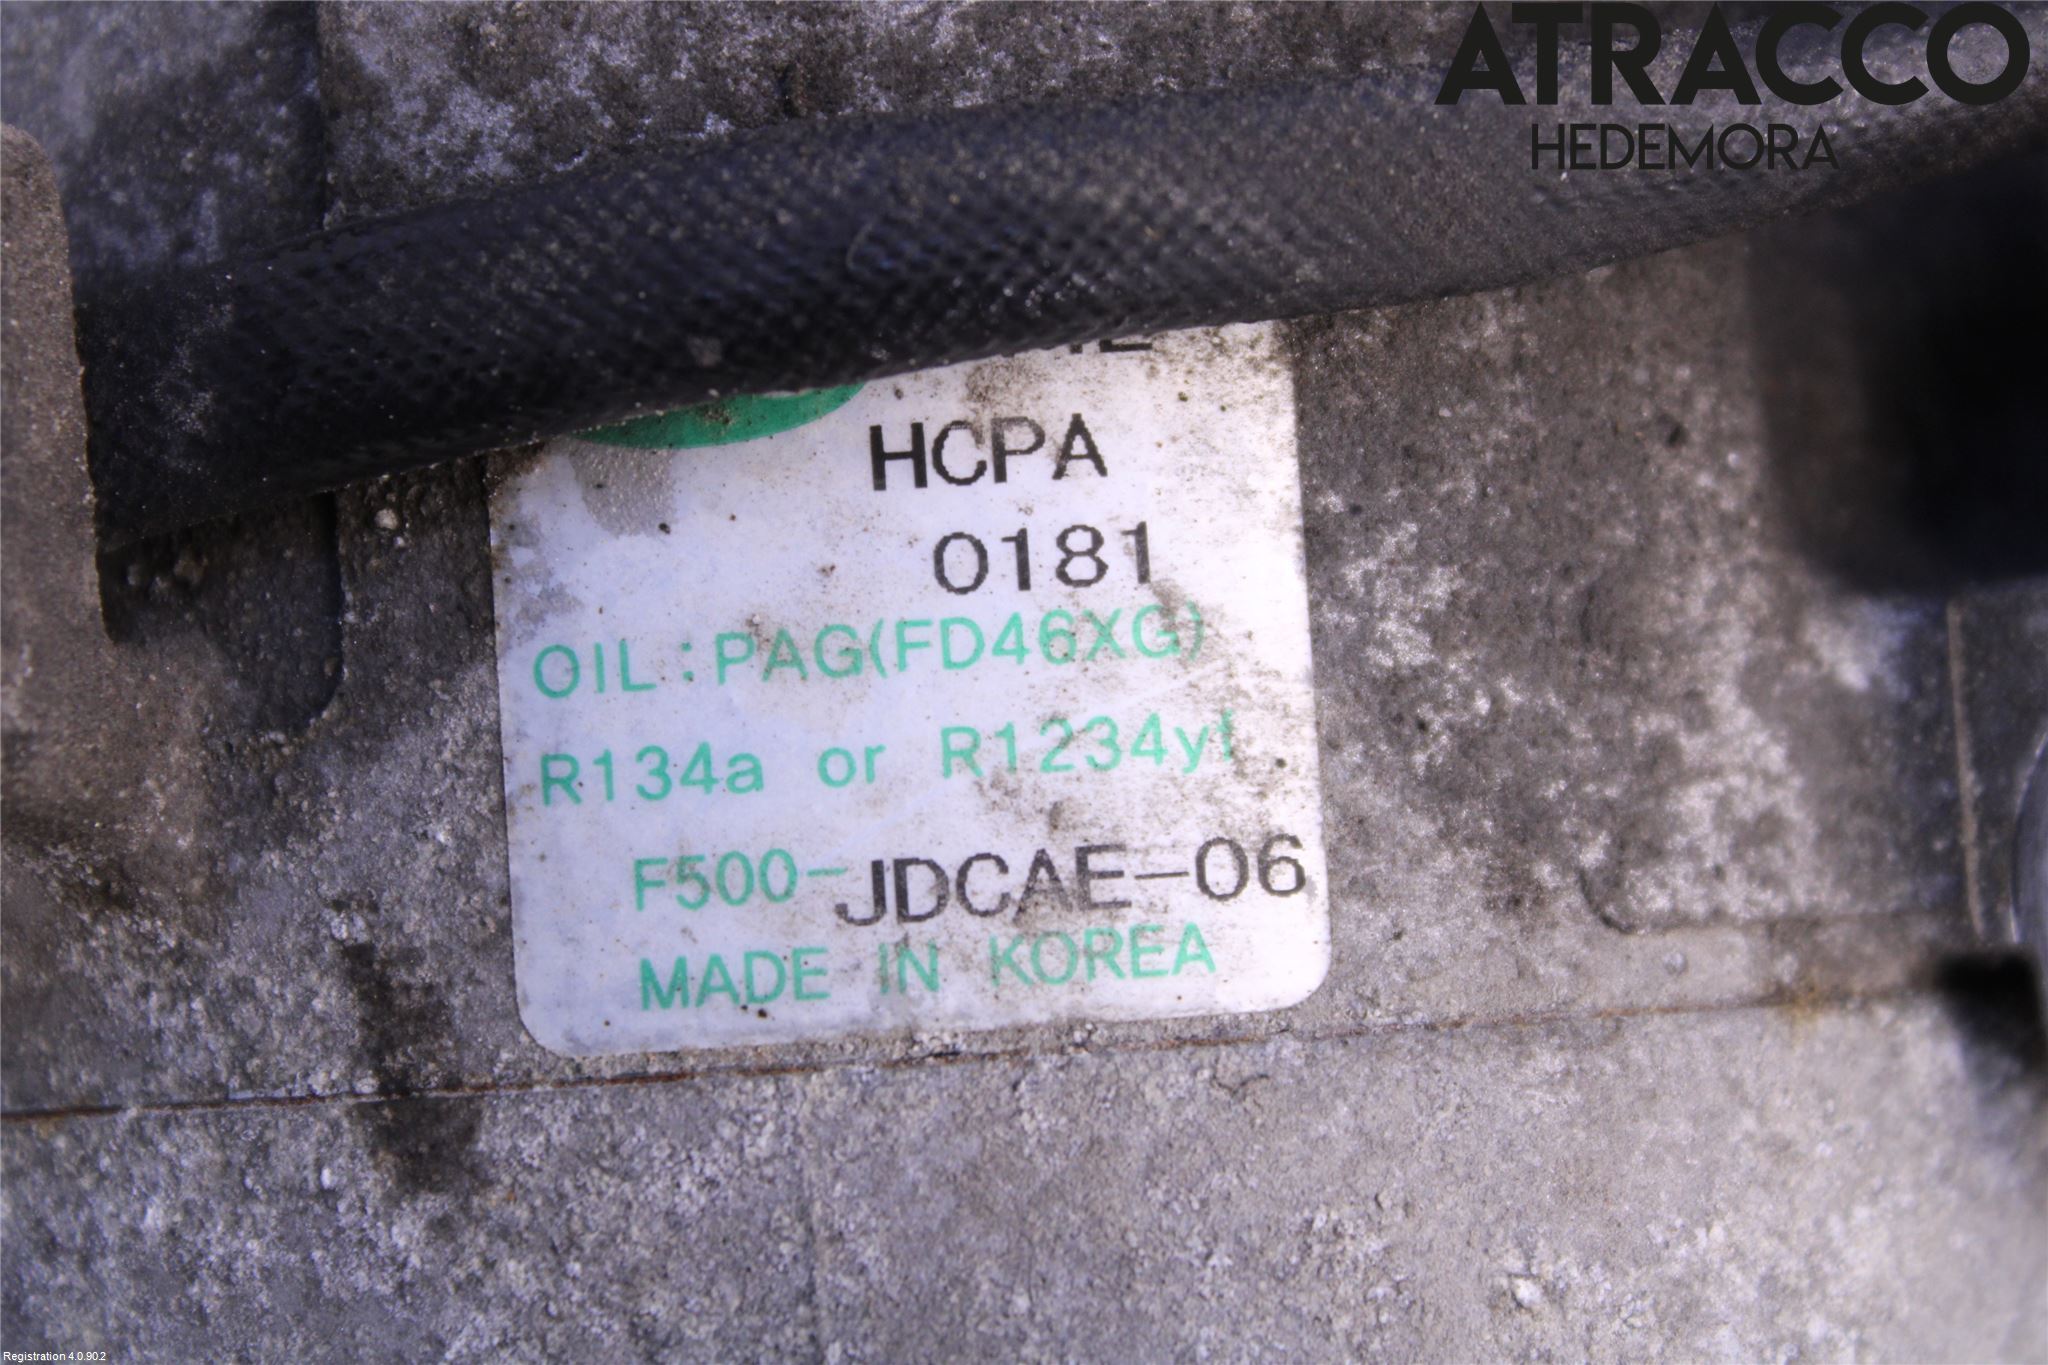 ATRACCO
HEDEMORA
HCPA
0181
OIL : PAG(FD46XG)
R134a or R1234yf
F500-JDCAE-06
MADE IN KOREA
Registration 4.0.90.2